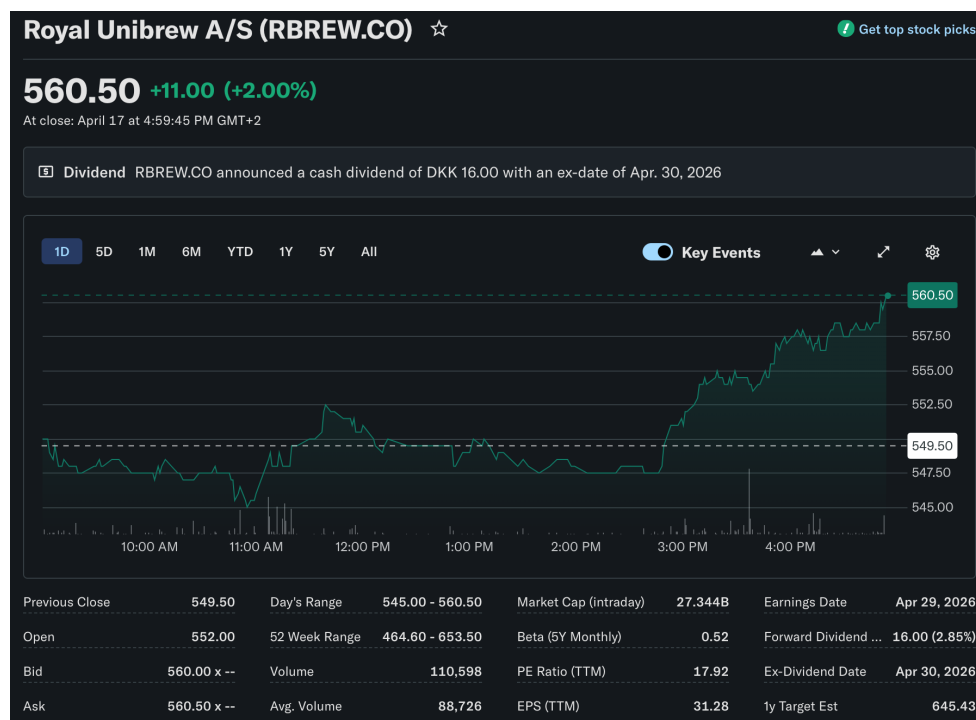 Royal Unibrew A/S (RBREW.CO)
Get top stock picks
560.50 +11.00 (+2.00%)
At close: April 17 at 4:59:45 PM GMT+2
Dividend RBREW.CO announced a cash dividend of DKK 16.00 with an ex-date of Apr. 30, 2026
1D 5D 1M 6M YTD 1Y 5Y All Key Events
560.50
557.50
555.00
552.50
549.50
547.50
545.00
10:00 AM 11:00 AM 12:00 PM 1:00 PM 2:00 PM 3:00 PM 4:00 PM
Previous Close 549.50 Day's Range 545.00 - 560.50 Market Cap (intraday) 27.344B Earnings Date Apr 29, 2026
Open 552.00 52 Week Range 464.60 - 653.50 Beta (5Y Monthly) 0.52 Forward Dividend ... 16.00 (2.85%)
Bid 560.00 x -- Volume 110,598 PE Ratio (TTM) 17.92 Ex-Dividend Date Apr 30, 2026
Ask 560.50 x -- Avg. Volume 88,726 EPS (TTM) 31.28 1y Target Est 645.43